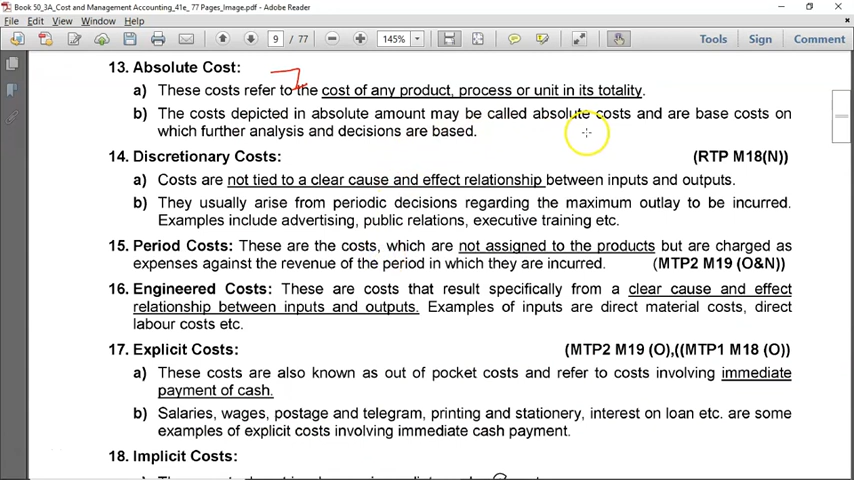 Book 50_3A_Cost and Management Accounting_41e_ 77 Pages_Image.pdf - Adobe Reader
File Edit View Window Help
9 / 77 145% Tools Sign Comment
13. Absolute Cost:
a) These costs refer to the cost of any product, process or unit in its totality.
b) The costs depicted in absolute amount may be called absolute costs and are base costs on
which further analysis and decisions are based.
14. Discretionary Costs: (RTP M18(N))
a) Costs are not tied to a clear cause and effect relationship between inputs and outputs.
b) They usually arise from periodic decisions regarding the maximum outlay to be incurred.
Examples include advertising, public relations, executive training etc.
15. Period Costs: These are the costs, which are not assigned to the products but are charged as
expenses against the revenue of the period in which they are incurred. (MTP2 M19 (O&N))
16. Engineered Costs: These are costs that result specifically from a clear cause and effect
relationship between inputs and outputs. Examples of inputs are direct material costs, direct
labour costs etc.
17. Explicit Costs: (MTP2 M19 (O),((MTP1 M18 (O))
a) These costs are also known as out of pocket costs and refer to costs involving immediate
payment of cash.
b) Salaries, wages, postage and telegram, printing and stationery, interest on loan etc. are some
examples of explicit costs involving immediate cash payment.
18. Implicit Costs: